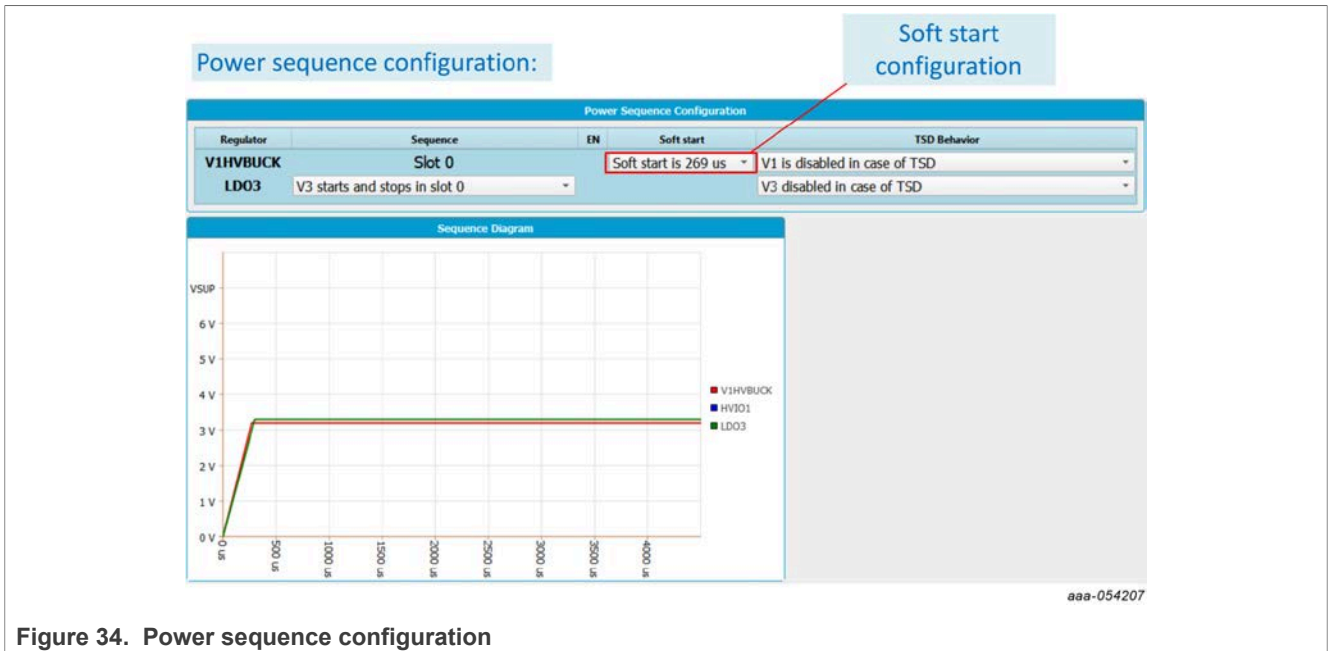 Power sequence configuration:
Soft start
configuration
Power Sequence Configuration
Regulator Sequence EN Soft start TSD Behavior
V1HVBUCK Slot 0 Soft start is 269 us V1 is disabled in case of TSD
LDO3 V3 starts and stops in slot 0 V3 disabled in case of TSD
Sequence Diagram
VSUP
6 V
5 V
4 V
3 V
2 V
1 V
0 V
V1HVBUCK
HVIO1
LDO3
0 us
500 us
1000 us
1500 us
2000 us
2500 us
3000 us
3500 us
4000 us
aaa-054207
Figure 34. Power sequence configuration